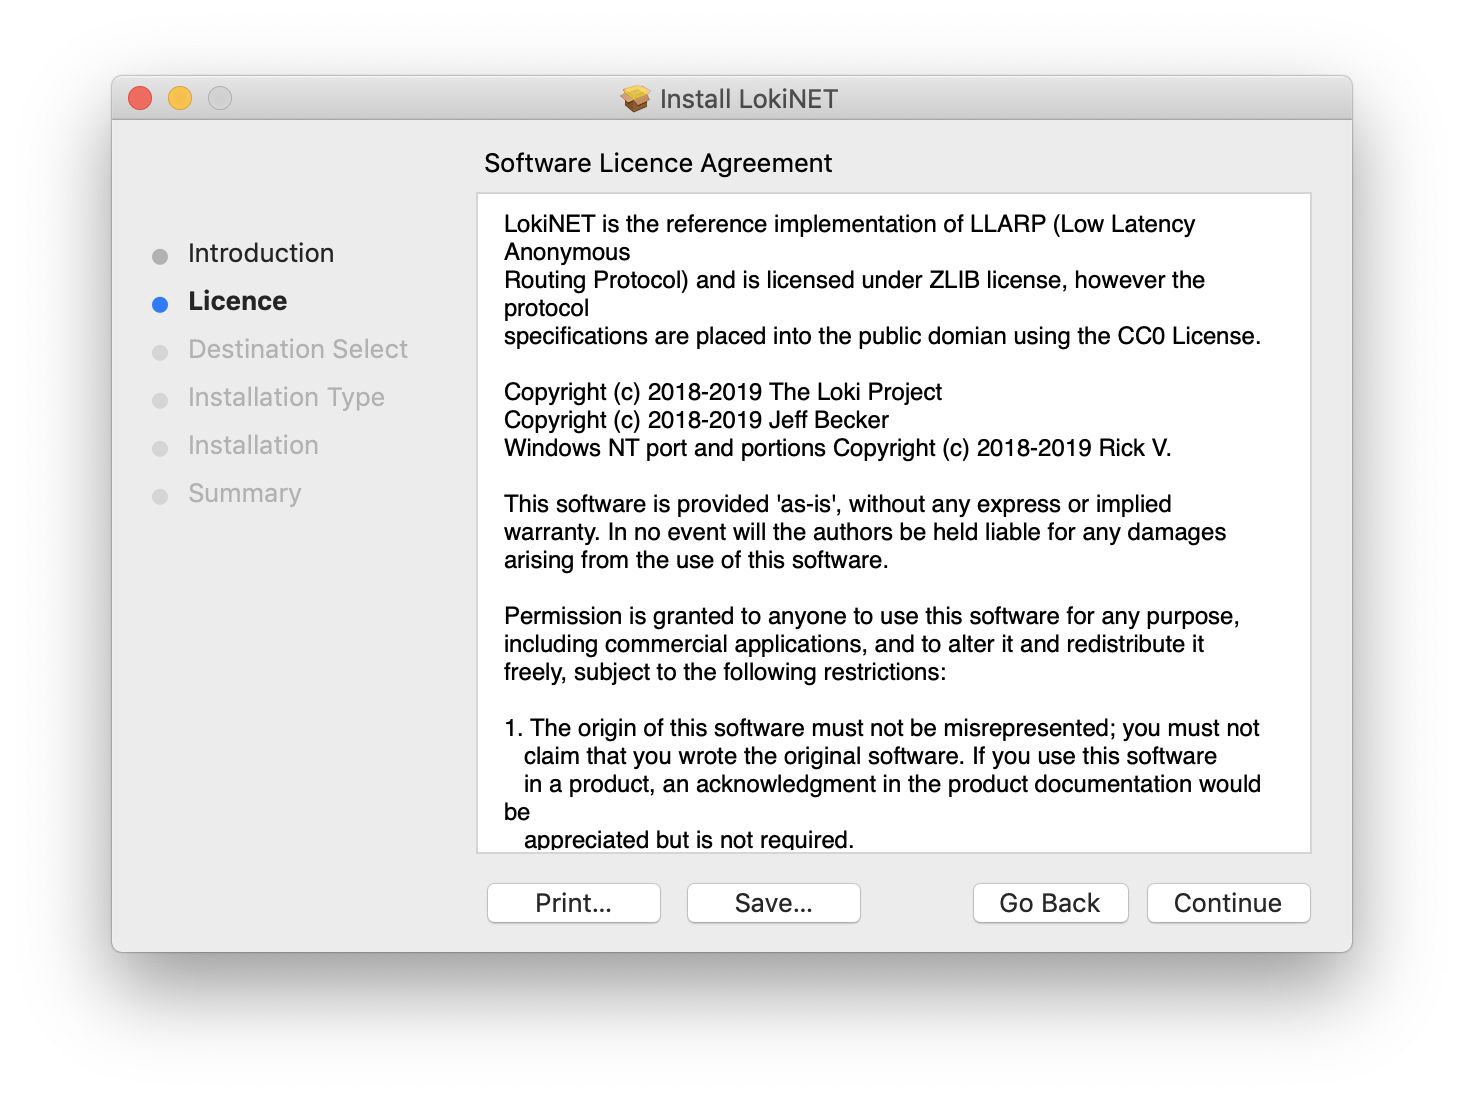 Install LokiNET
Software Licence Agreement
Introduction
Licence
Destination Select
Installation Type
Installation
Summary
LokiNET is the reference implementation of LLARP (Low Latency
Anonymous
Routing Protocol) and is licensed under ZLIB license, however the
protocol
specifications are placed into the public domian using the CC0 License.
Copyright (c) 2018-2019 The Loki Project
Copyright (c) 2018-2019 Jeff Becker
Windows NT port and portions Copyright (c) 2018-2019 Rick V.
This software is provided 'as-is', without any express or implied
warranty. In no event will the authors be held liable for any damages
arising from the use of this software.
Permission is granted to anyone to use this software for any purpose,
including commercial applications, and to alter it and redistribute it
freely, subject to the following restrictions:
1. The origin of this software must not be misrepresented; you must not
claim that you wrote the original software. If you use this software
in a product, an acknowledgment in the product documentation would
be
appreciated but is not required.
Print...
Save...
Go Back
Continue